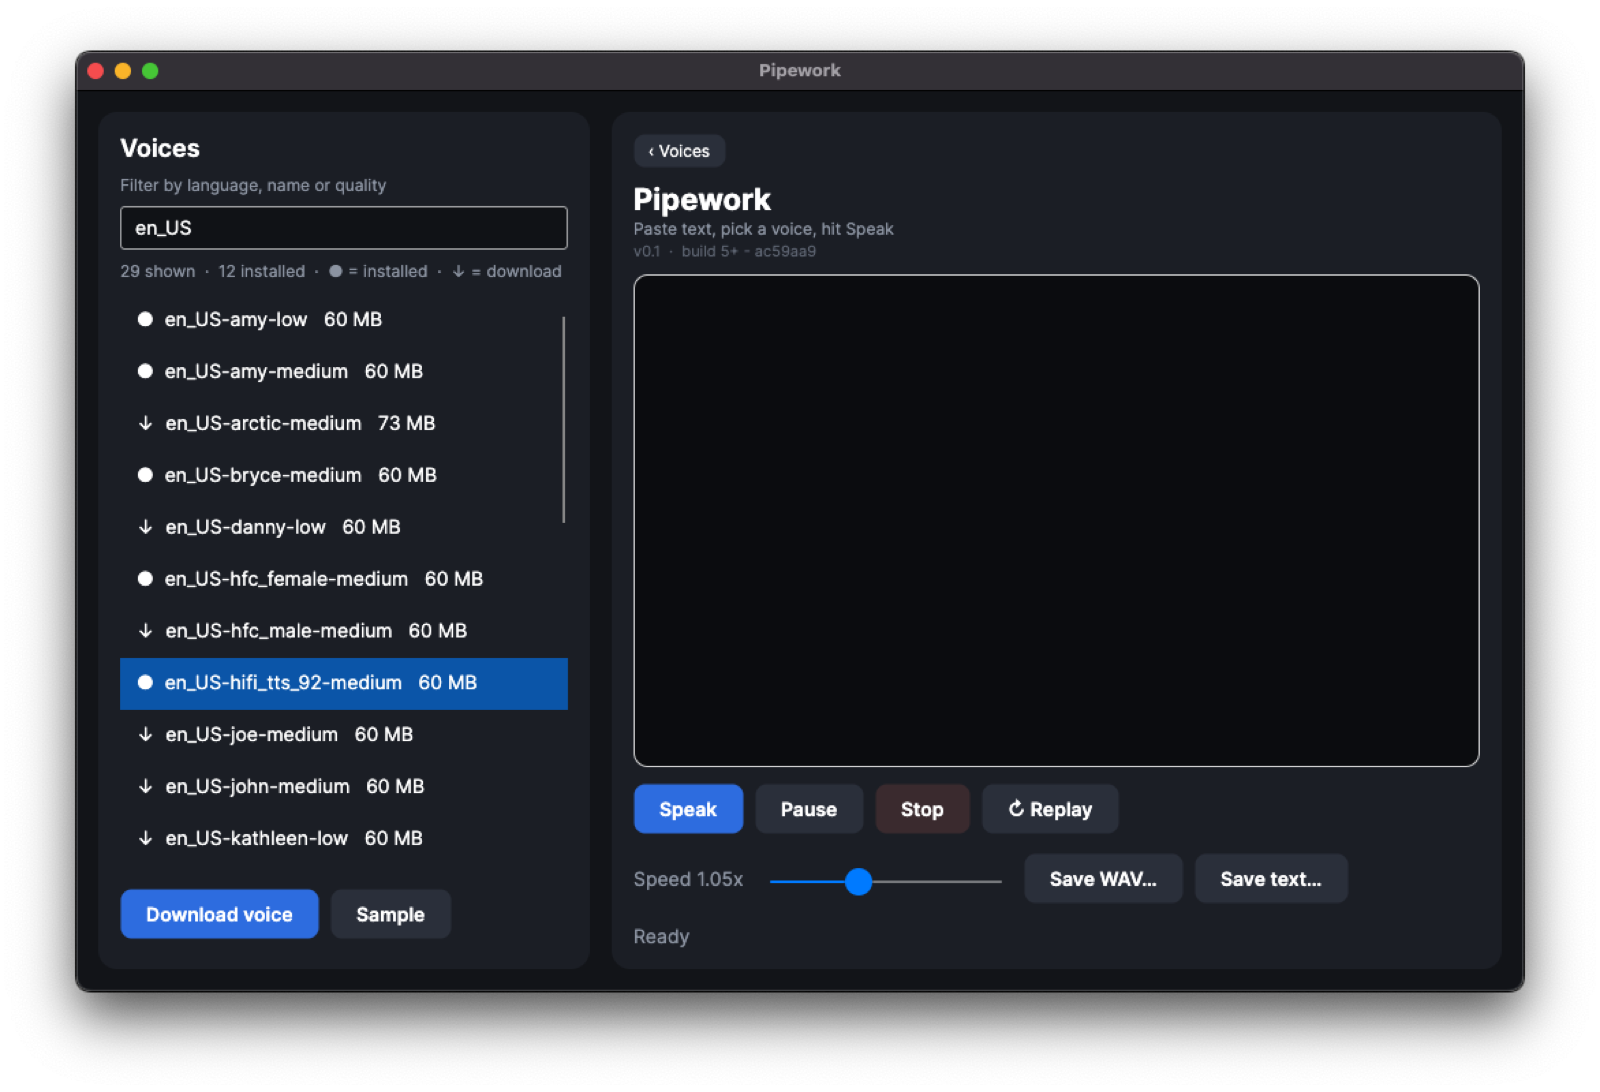 Pipework
Voices
Filter by language, name or quality
en_US
29 shown · 12 installed · ● = installed · ↓ = download
● en_US-amy-low 60 MB
● en_US-amy-medium 60 MB
↓ en_US-arctic-medium 73 MB
● en_US-bryce-medium 60 MB
↓ en_US-danny-low 60 MB
● en_US-hfc_female-medium 60 MB
↓ en_US-hfc_male-medium 60 MB
● en_US-hifi_tts_92-medium 60 MB
↓ en_US-joe-medium 60 MB
↓ en_US-john-medium 60 MB
↓ en_US-kathleen-low 60 MB
Download voice
Sample
‹ Voices
Pipework
Paste text, pick a voice, hit Speak
v0.1 · build 5+ - ac59aa9
Speak
Pause
Stop
↻ Replay
Speed 1.05x
Save WAV...
Save text...
Ready